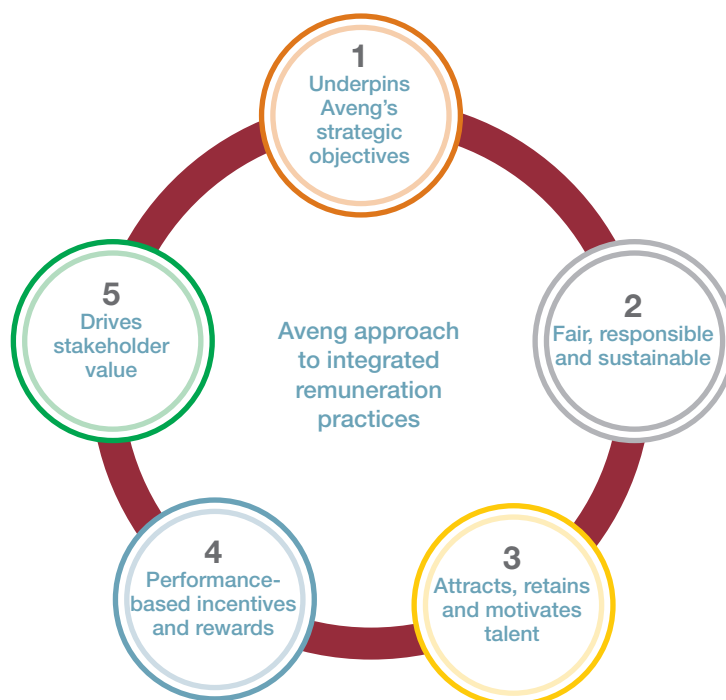 1
Underpins
Aveng's
strategic
objectives
2
Fair, responsible
and sustainable
3
Attracts, retains
and motivates
talent
4
Performance-
based incentives
and rewards
5
Drives
stakeholder
value
Aveng approach
to integrated
remuneration
practices